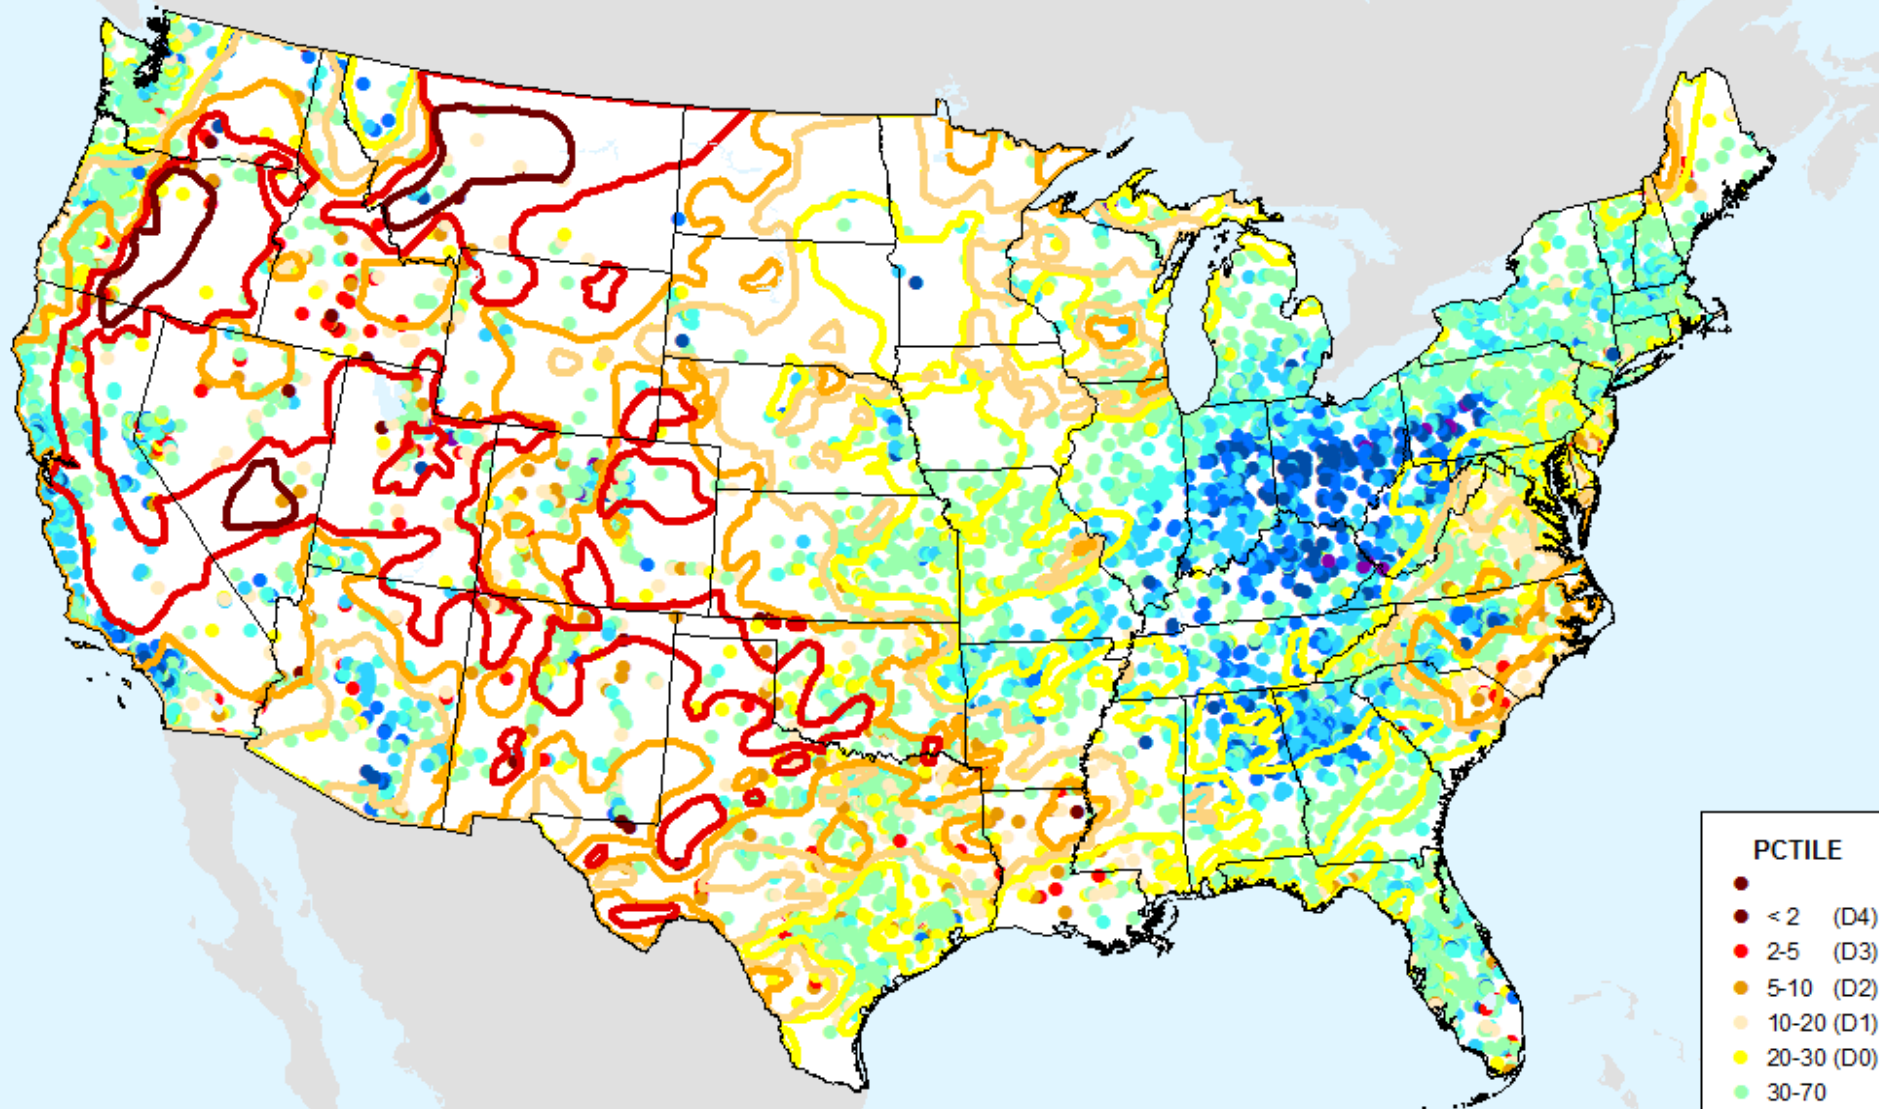 PCTILE
< 2 (D4)
2-5 (D3)
5-10 (D2)
10-20 (D1)
20-30 (D0)
30-70